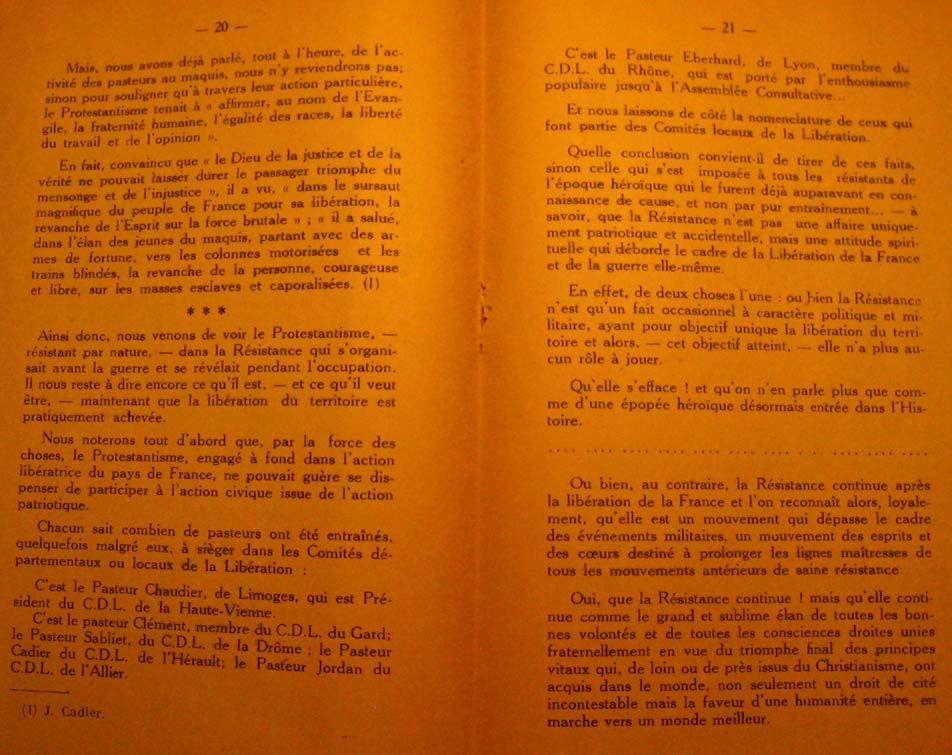 — 20 —
Mais, nous avons déjà parlé, tout à l'heure, de l'ac-
tivité des pasteurs au maquis, nous n'y reviendrons pas;
sinon pour souligner qu'à travers leur action particulière,
le Protestantisme tenait à « affirmer, au nom de l'Evan-
gile, la fraternité humaine, l'égalité des races, la liberté
du travail et de l'opinion ».
En fait, convaincu que « le Dieu de la justice et de la
vérité ne pouvait laisser durer le passager triomphe du
mensonge et de l'injustice », il a vu, « dans le sursaut
magnifique du peuple de France pour sa libération, la
revanche de l'Esprit sur la force brutale » ; « il a salué,
dans l'élan des jeunes du maquis, partant avec des ar-
mes de fortune, vers les colonnes motorisées et les
trains blindés, la revanche de la personne, courageuse
et libre, sur les masses esclaves et caporalisées. (1)
* * *
Ainsi donc, nous venons de voir le Protestantisme, —
résistant par nature, — dans la Résistance qui s'organi-
sait avant la guerre et se révélait pendant l'occupation.
Il nous reste à dire encore ce qu'il est, — et ce qu'il veut
être, — maintenant que la libération du territoire est
pratiquement achevée.
Nous noterons tout d'abord que, par la force des
choses, le Protestantisme, engagé à fond dans l'action
libératrice du pays de France, ne pouvait guère se dis-
penser de participer à l'action civique issue de l'action
patriotique.
Chacun sait combien de pasteurs ont été entraînés,
quelquefois malgré eux, à siéger dans les Comités dé-
partementaux ou locaux de la Libération :
C'est le Pasteur Chaudier, de Limoges, qui est Pré-
sident du C.D.L. de la Haute-Vienne.
C'est le pasteur Clément, membre du C.D.L. du Gard;
le Pasteur Sabliet, du C.D.L. de la Drôme ; le Pasteur
Cadier du C.D.L. de l'Hérault; le Pasteur Jordan du
C.D.L. de l'Allier.
(1) J. Cadier.
— 21 —
C'est le Pasteur Eberhard, de Lyon, membre du
C.D.L. du Rhône, qui est porté par l'enthousiasme
populaire jusqu'à l'Assemblée Consultative...
Et nous laissons de côté la nomenclature de ceux qui
font partie des Comités locaux de la Libération.
Quelle conclusion convient-il de tirer de ces faits,
sinon celle qui s'est imposée à tous les résistants de
l'époque héroïque qui le furent déjà auparavant en con-
naissance de cause, et non par pur entraînement... — à
savoir, que la Résistance n'est pas une affaire unique-
ment patriotique et accidentelle, mais une attitude spiri-
tuelle qui déborde le cadre de la Libération de la France
et de la guerre elle-même.
En effet, de deux choses l'une : ou bien la Résistance
n'est qu'un fait occasionnel à caractère politique et mi-
litaire, ayant pour objectif unique la libération du terri-
toire et alors, — cet objectif atteint, — elle n'a plus au-
cun rôle à jouer.
Qu'elle s'efface ! et qu'on n'en parle plus que com-
me d'une épopée héroïque désormais entrée dans l'His-
toire.
.... .... .... .... .... .... .... .... .... ....
Ou bien, au contraire, la Résistance continue après
la libération de la France et l'on reconnaît alors, loyale-
ment, qu'elle est un mouvement qui dépasse le cadre
des événements militaires, un mouvement des esprits et
des cœurs destiné à prolonger les lignes maîtresses de
tous les mouvements antérieurs de saine résistance.
Oui, que la Résistance continue ! mais qu'elle conti-
nue comme le grand et sublime élan de toutes les bon-
nes volontés et de toutes les consciences droites unies
fraternellement en vue du triomphe final des principes
vitaux qui, de loin ou de près issus du Christianisme, ont
acquis dans le monde, non seulement un droit de cité
incontestable mais la faveur d'une humanité entière, en
marche vers un monde meilleur.